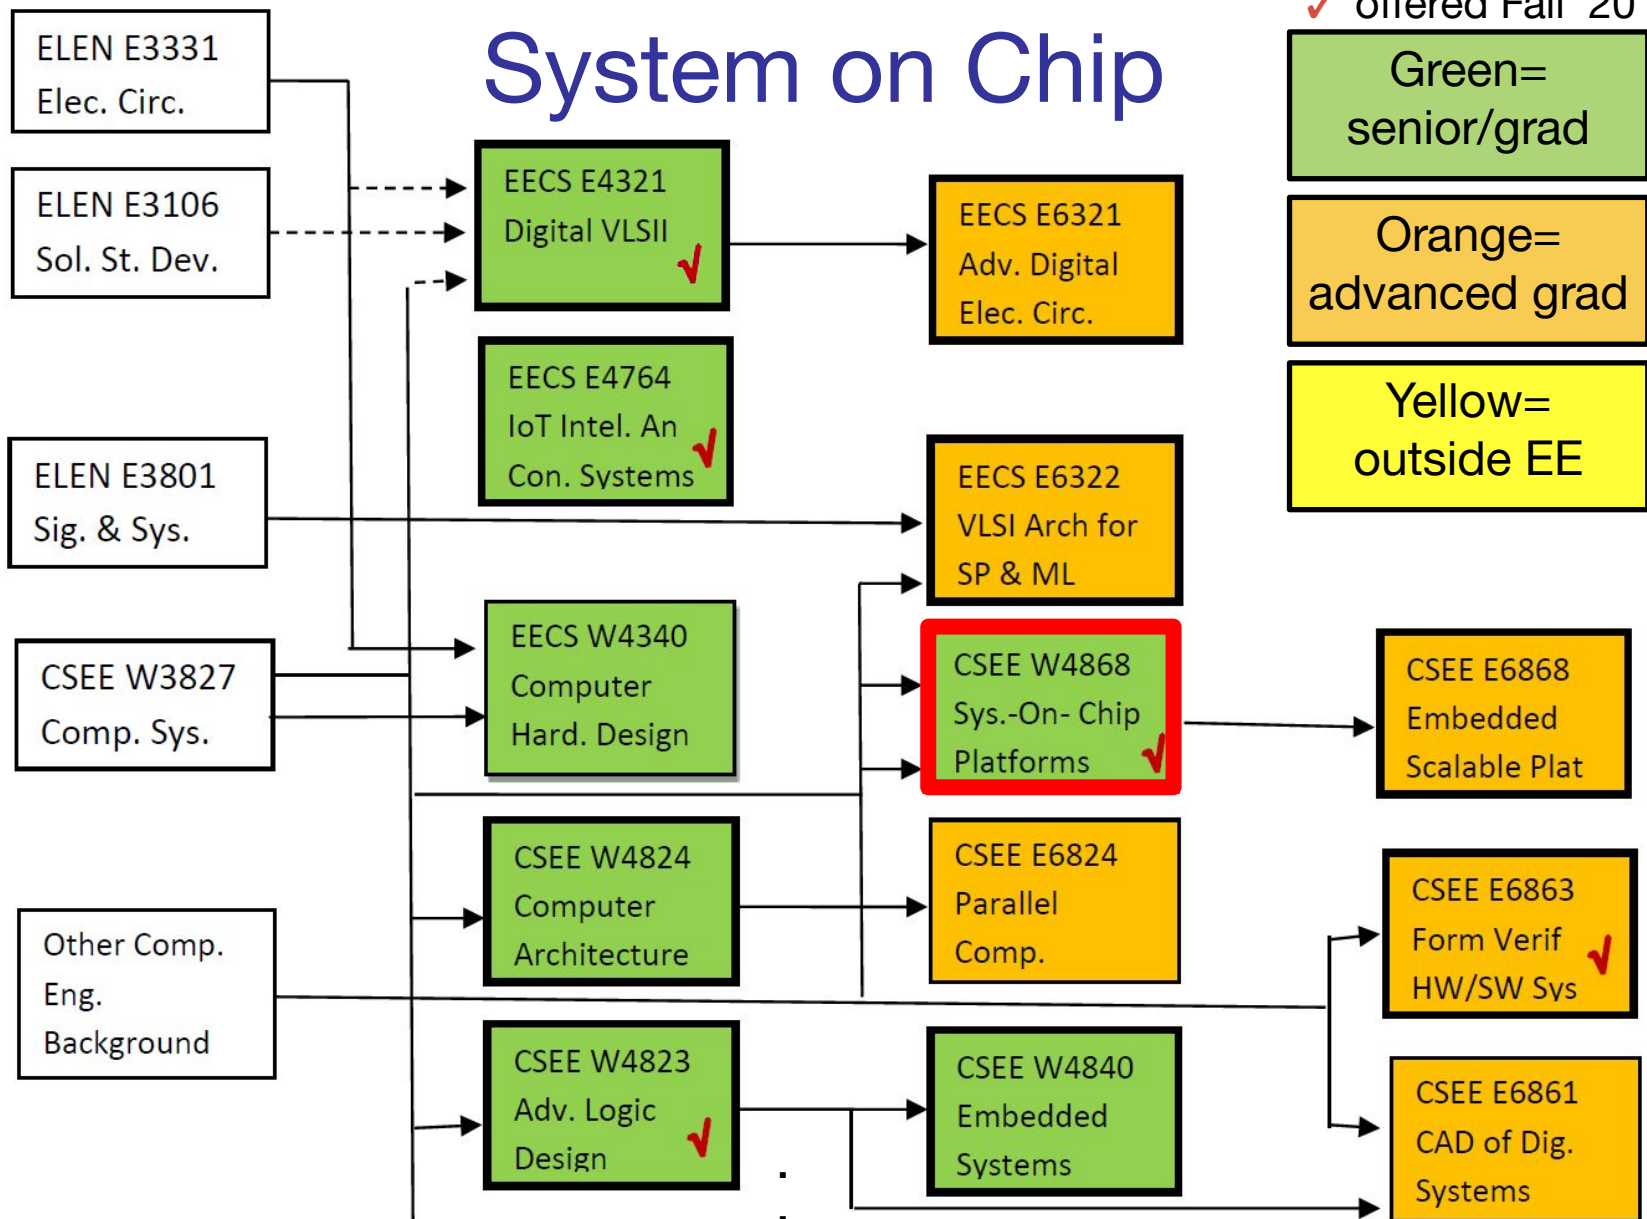 System on Chip
✓ offered Fall '20
Green=
senior/grad
Orange=
advanced grad
Yellow=
outside EE
ELEN E3331
Elec. Circ.
ELEN E3106
Sol. St. Dev.
ELEN E3801
Sig. & Sys.
CSEE W3827
Comp. Sys.
Other Comp.
Eng.
Background
EECS E4321
Digital VLSII
√
EECS E4764
IoT Intel. An
Con. Systems
√
EECS W4340
Computer
Hard. Design
CSEE W4824
Computer
Architecture
CSEE W4823
Adv. Logic
Design
√
EECS E6321
Adv. Digital
Elec. Circ.
EECS E6322
VLSI Arch for
SP & ML
CSEE W4868
Sys.-On- Chip
Platforms
√
CSEE E6824
Parallel
Comp.
CSEE W4840
Embedded
Systems
CSEE E6868
Embedded
Scalable Plat
CSEE E6863
Form Verif
HW/SW Sys
√
CSEE E6861
CAD of Dig.
Systems